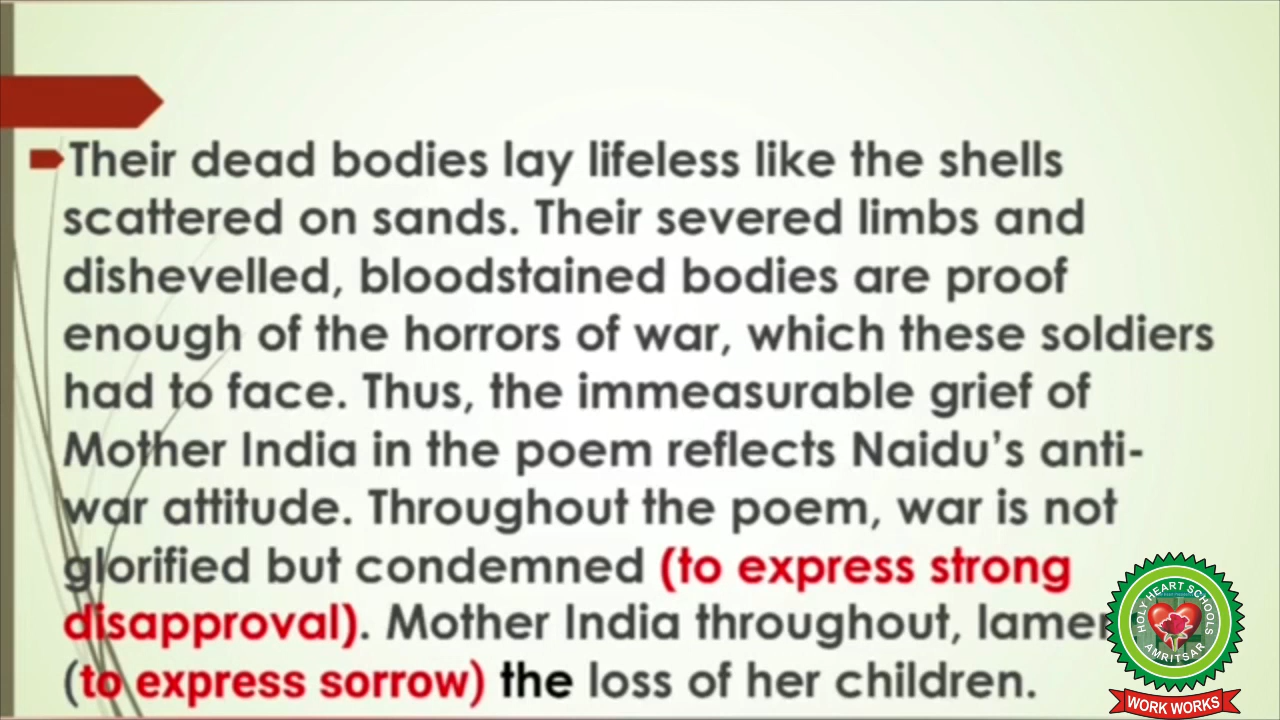 Their dead bodies lay lifeless like the shells
scattered on sands. Their severed limbs and
dishevelled, bloodstained bodies are proof
enough of the horrors of war, which these soldiers
had to face. Thus, the immeasurable grief of
Mother India in the poem reflects Naidu's anti-
war attitude. Throughout the poem, war is not
glorified but condemned (to express strong
disapproval). Mother India throughout,
(to express sorrow) the loss of her children.
HOLY HEART SCHOOLS
AMRITSAR
WORK WORKS